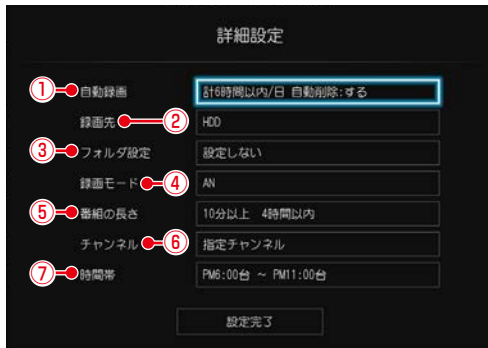 詳細設定
① 自動録画 計6時間以内/日 自動削除:する
録画先 ② HDD
③ フォルダ設定 設定しない
録画モード ④ AN
⑤ 番組の長さ 10分以上 4時間以内
チャンネル ⑥ 指定チャンネル
⑦ 時間帯 PM6:00台 ~ PM11:00台
設定完了